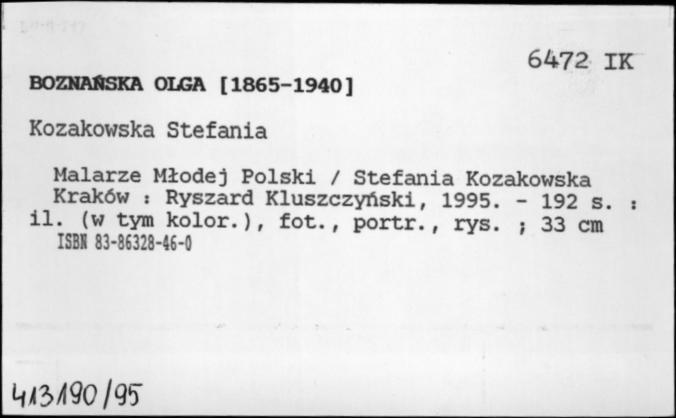 6472 IK
BOZNAŃSKA OLGA [1865-1940]
Kozakowska Stefania
Malarze Młodej Polski / Stefania Kozakowska
Kraków : Ryszard Kluszczyński, 1995. - 192 s. :
il. (w tym kolor.), fot., portr., rys. ; 33 cm
ISBN 83-86328-46-0
413190/95